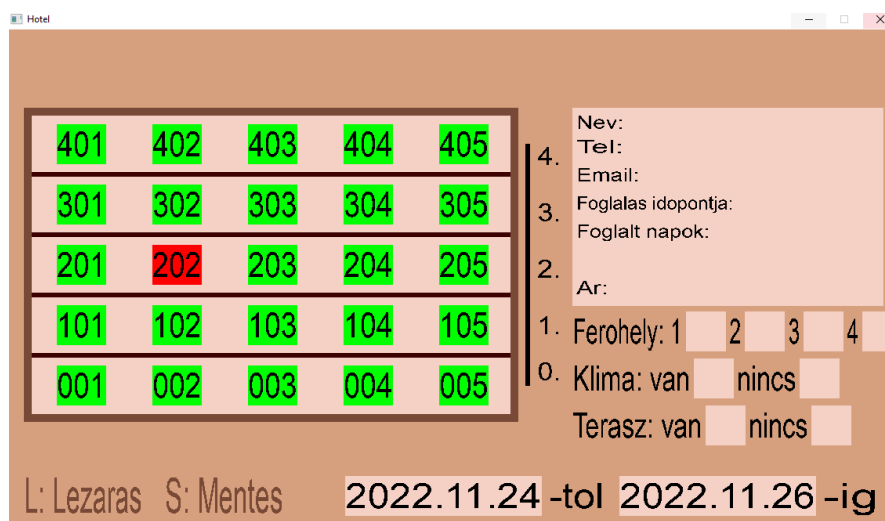 Hotel
401 402 403 404 405
4.
301 302 303 304 305
3.
201 202 203 204 205
2.
101 102 103 104 105
1.
001 002 003 004 005
0.
Nev:
Tel:
Email:
Foglalas idopontja:
Foglalt napok:
Ar:
Ferohely: 1 2 3 4
Klima: van nincs
Terasz: van nincs
L: Lezaras S: Mentes
2022.11.24 -tol 2022.11.26 -ig